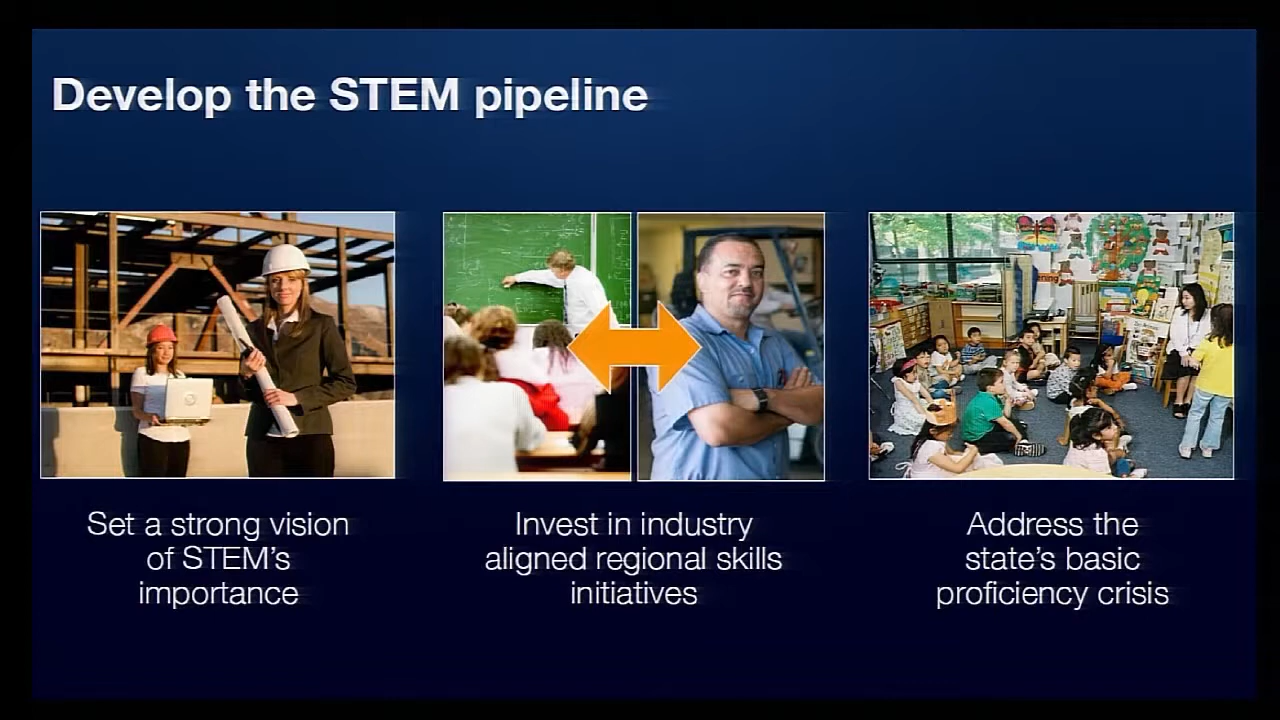 Develop the STEM pipeline
Set a strong vision
of STEM's
importance
Invest in industry
aligned regional skills
initiatives
Address the
state's basic
proficiency crisis